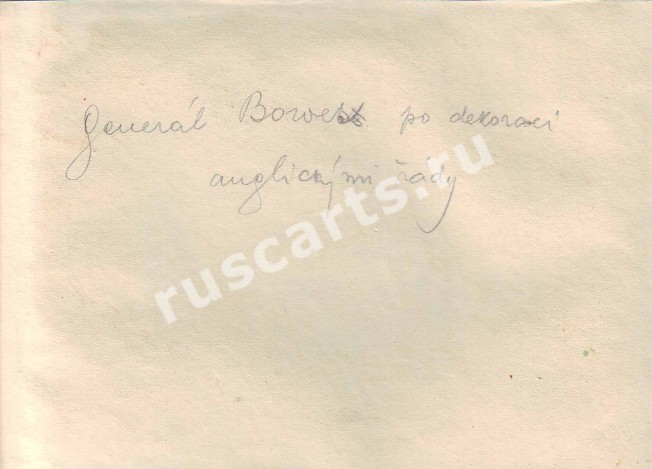 Generál Bowes po dekoraci
anglickými řády
ruscarts.ru